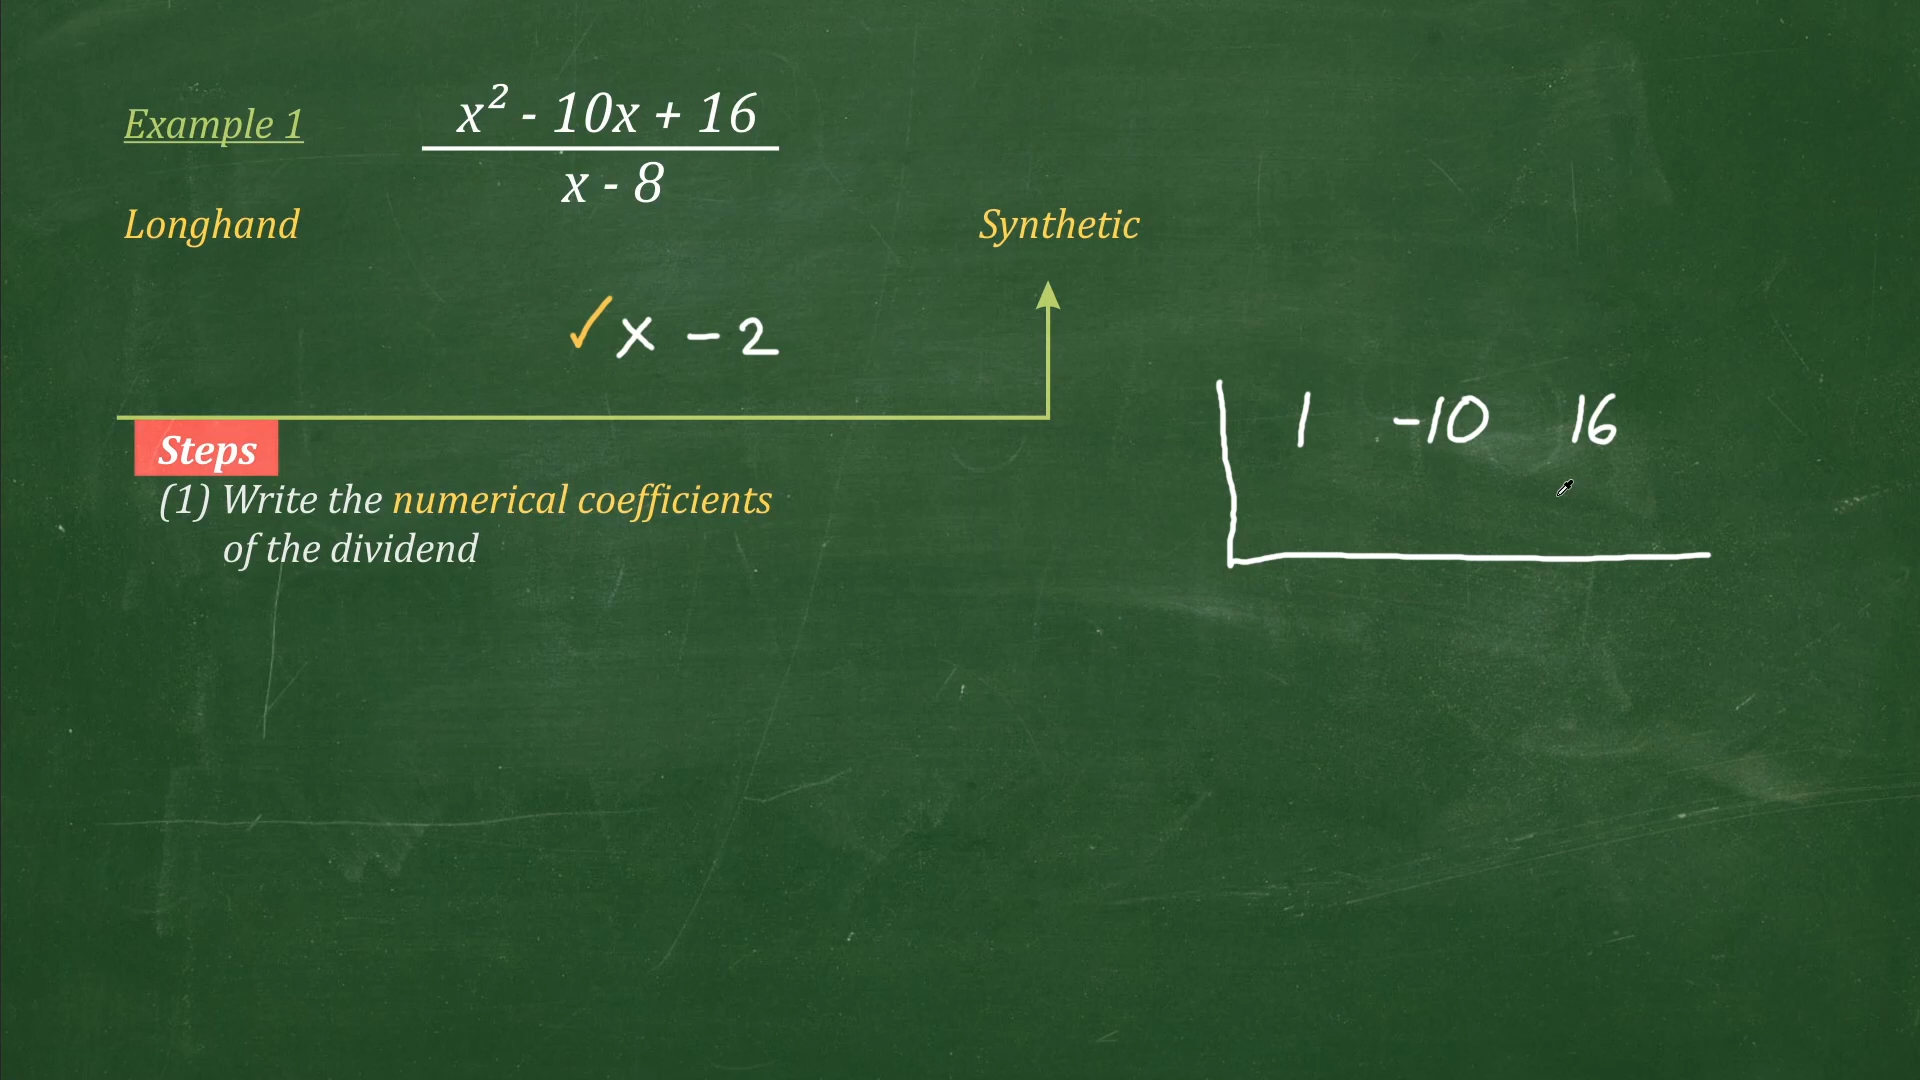 Example 1
x² - 10x + 16
x - 8
Longhand
Synthetic
✓x - 2
1 -10 16
Steps
(1) Write the numerical coefficients
of the dividend